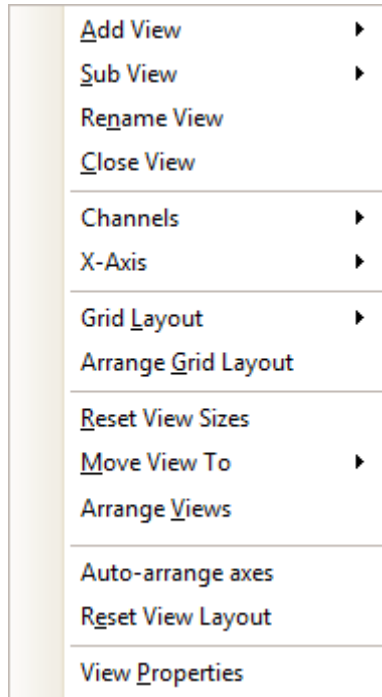 Add View
Sub View
Rename View
Close View
Channels
X-Axis
Grid Layout
Arrange Grid Layout
Reset View Sizes
Move View To
Arrange Views
Auto-arrange axes
Reset View Layout
View Properties